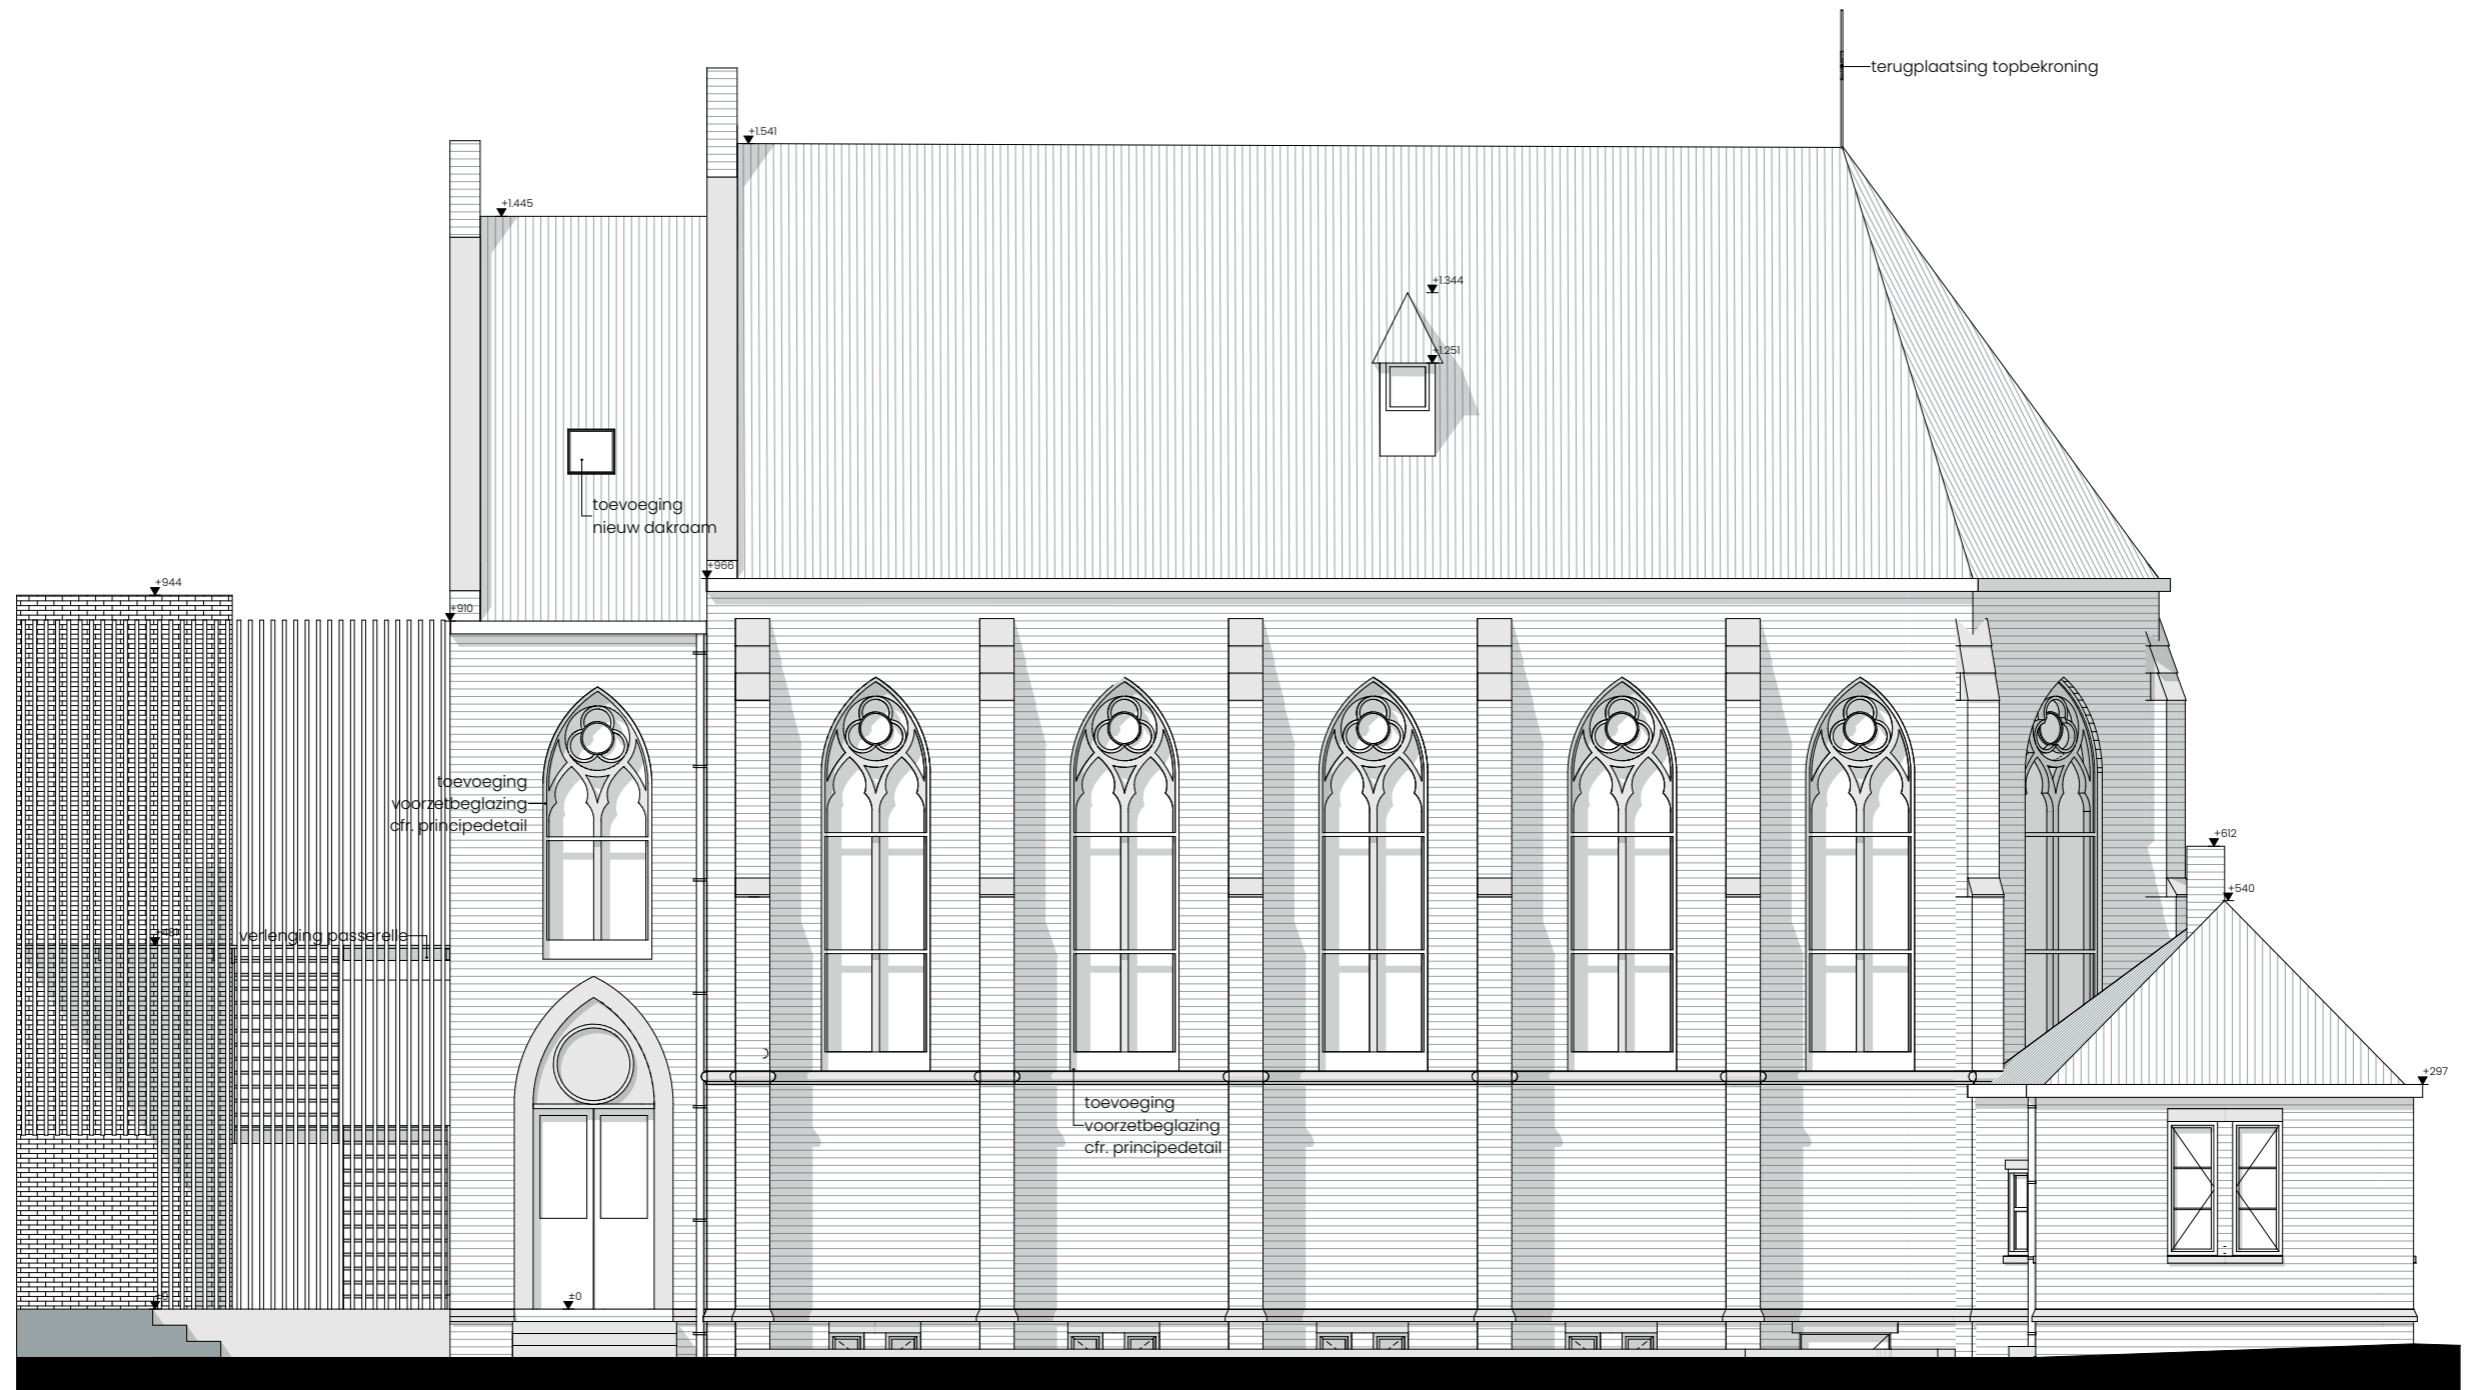 terugplaatsing topbekroning
+1.541
+1.445
+1.344
+1.251
toevoeging
nieuw dakraam
+966
+944
+910
toevoeging
voorzetbeglazing
cfr. principedetail
+612
+540
verlenging passerelle
+297
toevoeging
voorzetbeglazing
cfr. principedetail
±0
±0